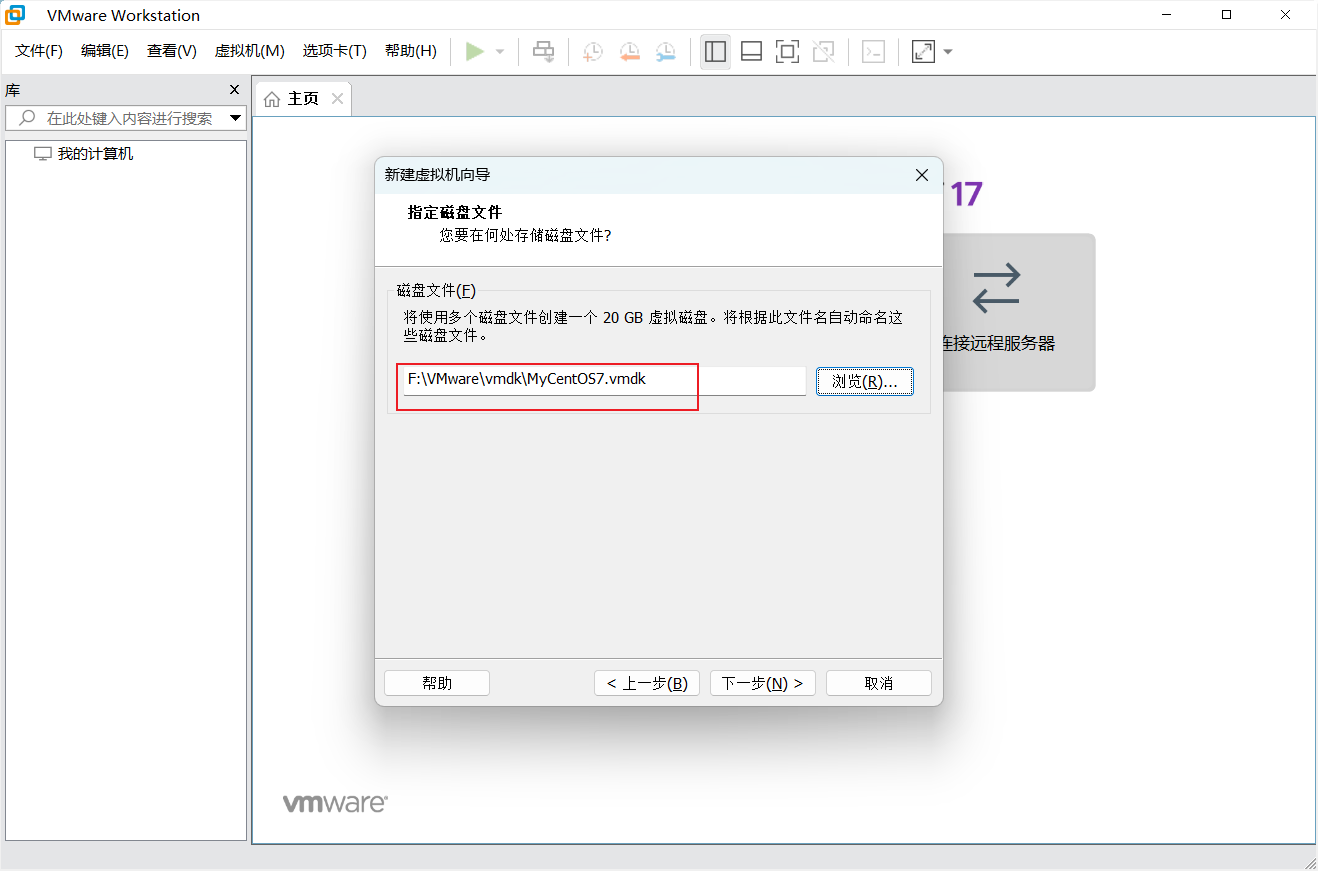 VMware Workstation
文件(F) 编辑(E) 查看(V) 虚拟机(M) 选项卡(T) 帮助(H)
库
主页
在此处键入内容进行搜索
我的计算机
新建虚拟机向导
17
指定磁盘文件
您要在何处存储磁盘文件?
磁盘文件(F)
将使用多个磁盘文件创建一个 20 GB 虚拟磁盘。将根据此文件名自动命名这
些磁盘文件。
连接远程服务器
F:\VMware\vmdk\MyCentOS7.vmdk
浏览(R)...
帮助
< 上一步(B)
下一步(N) >
取消
vmware